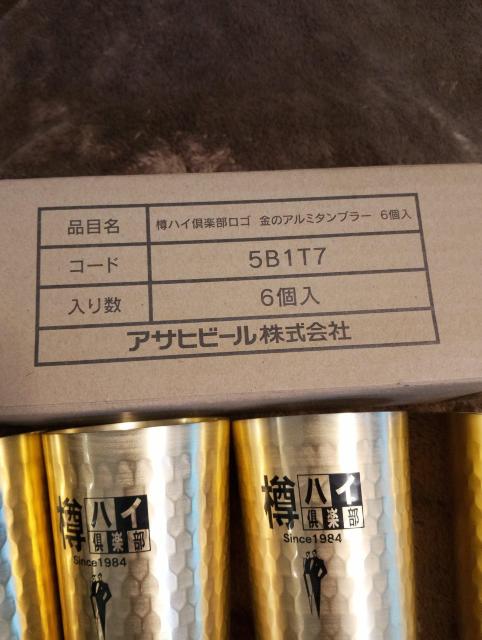 品目名 樽ハイ倶楽部ロゴ 金のアルミタンブラー 6個入
コード 5B1T7
入り数 6個入
アサヒビール株式会社
樽ハイ倶楽部
Since1984
樽ハイ倶楽部
Since1984